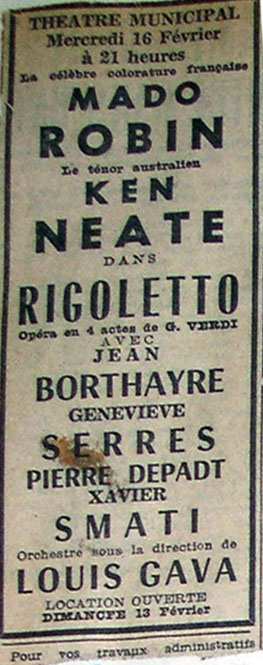 THEATRE MUNICIPAL
Mercredi 16 Février
à 21 heures
La célèbre colorature française
MADO
ROBIN
Le ténor australien
KEN
NEATE
DANS
RIGOLETTO
Opéra en 4 actes de G. VERDI
AVEC
JEAN
BORTHAYRE
GENEVIEVE
SERRES
PIERRE DEPADT
XAVIER
SMATI
Orchestre sous la direction de
LOUIS GAVA
LOCATION OUVERTE
DIMANCHE 13 Février
Pour vos travaux administratifs